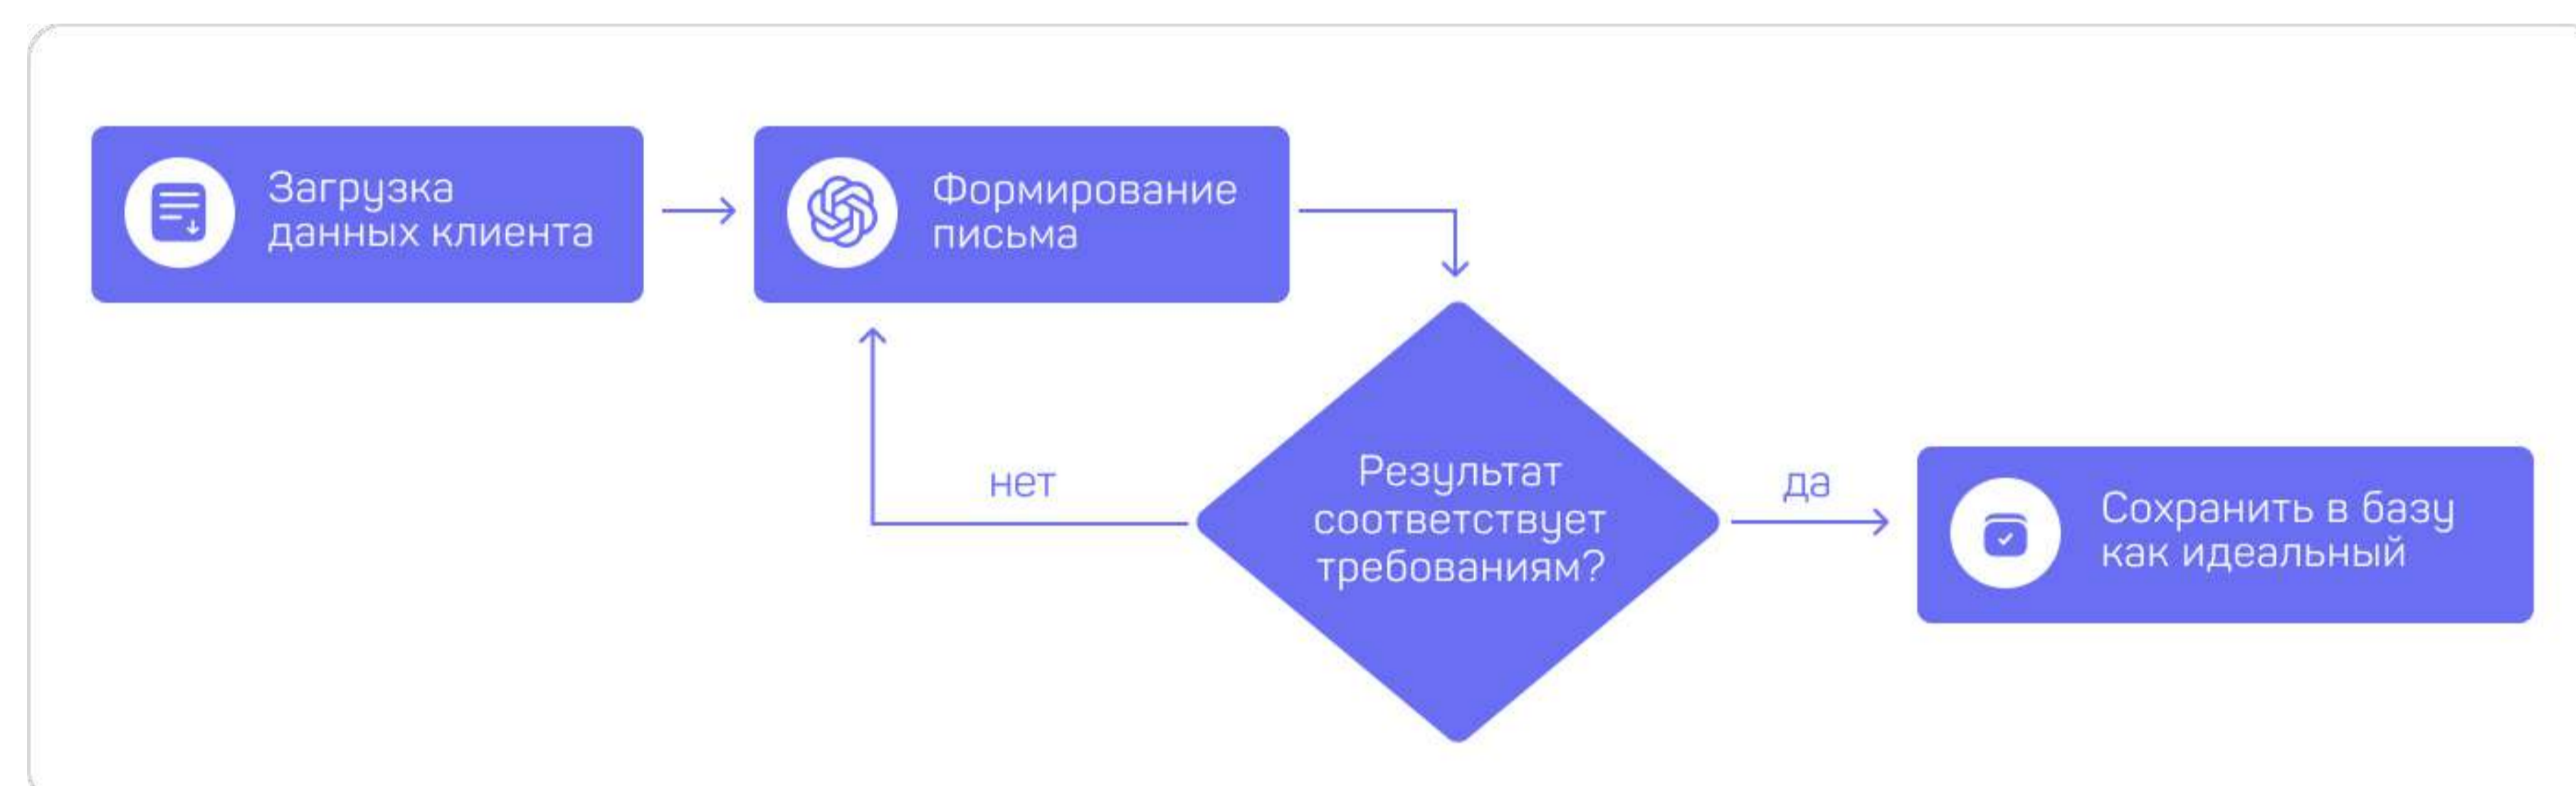 Загрузка
данных клиента
Формирование
письма
Результат
соответствует
требованиям?
нет
да
Сохранить в базу
как идеальный